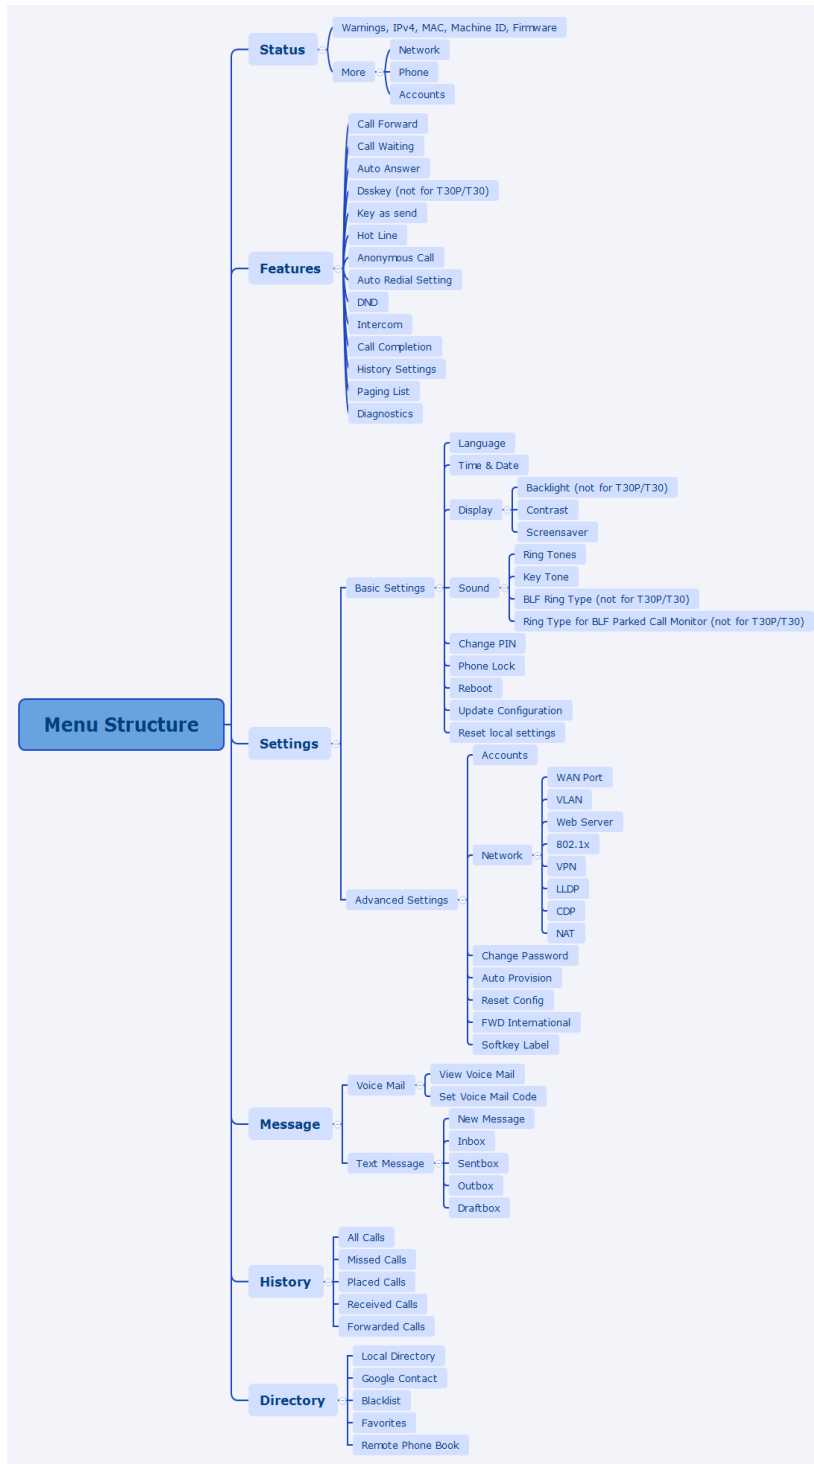 Menu Structure
Status
Warnings, IPv4, MAC, Machine ID, Firmware
More
Network
Phone
Accounts
Features
Call Forward
Call Waiting
Auto Answer
Dsskey (not for T30P/T30)
Key as send
Hot Line
Anonymous Call
Auto Redial Setting
DND
Intercom
Call Completion
History Settings
Paging List
Diagnostics
Settings
Basic Settings
Language
Time & Date
Display
Backlight (not for T30P/T30)
Contrast
Screensaver
Sound
Ring Tones
Key Tone
BLF Ring Type (not for T30P/T30)
Ring Type for BLF Parked Call Monitor (not for T30P/T30)
Change PIN
Phone Lock
Reboot
Update Configuration
Reset local settings
Advanced Settings
Accounts
Network
WAN Port
VLAN
Web Server
802.1x
VPN
LLDP
CDP
NAT
Change Password
Auto Provision
Reset Config
FWD International
Softkey Label
Message
Voice Mail
View Voice Mail
Set Voice Mail Code
Text Message
New Message
Inbox
Sentbox
Outbox
Draftbox
History
All Calls
Missed Calls
Placed Calls
Received Calls
Forwarded Calls
Directory
Local Directory
Google Contact
Blacklist
Favorites
Remote Phone Book